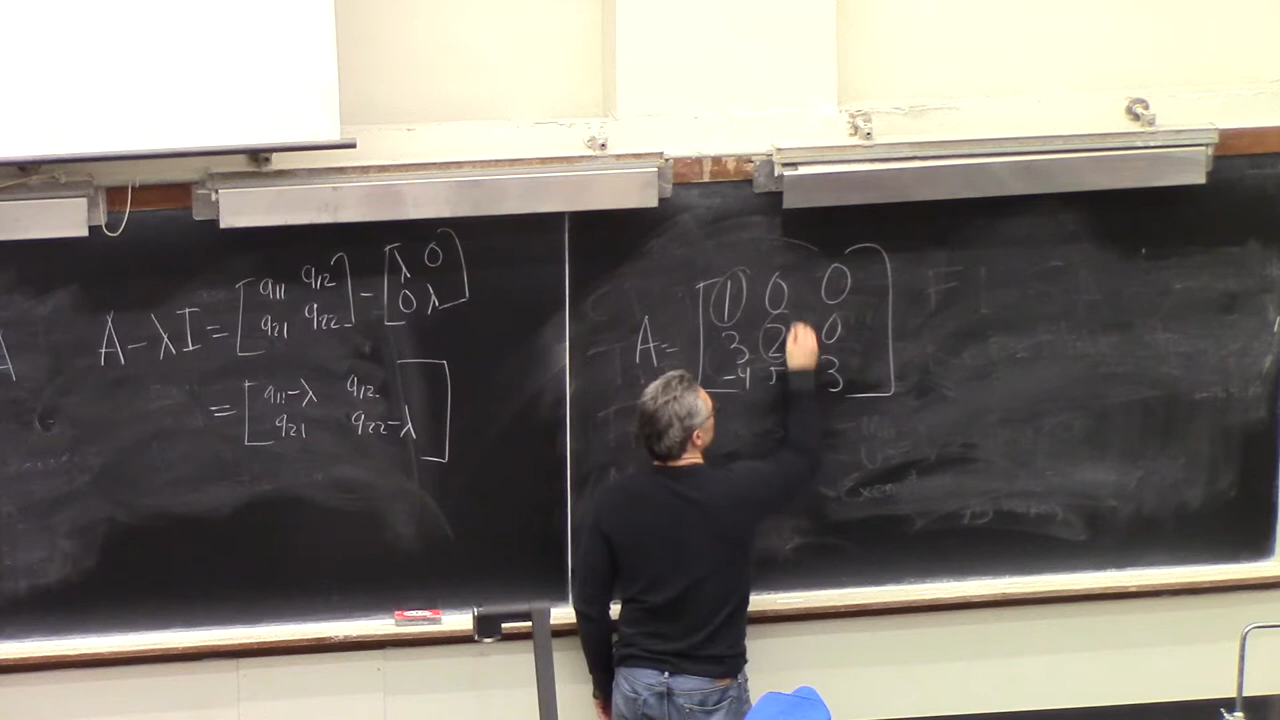 A
A-λI = [a11 a12 a21 a22] - [λ 0 0 λ]
= [a11-λ a12 a21 a22-λ]
A= [1 0 0
3 2 0
-4 5 3]